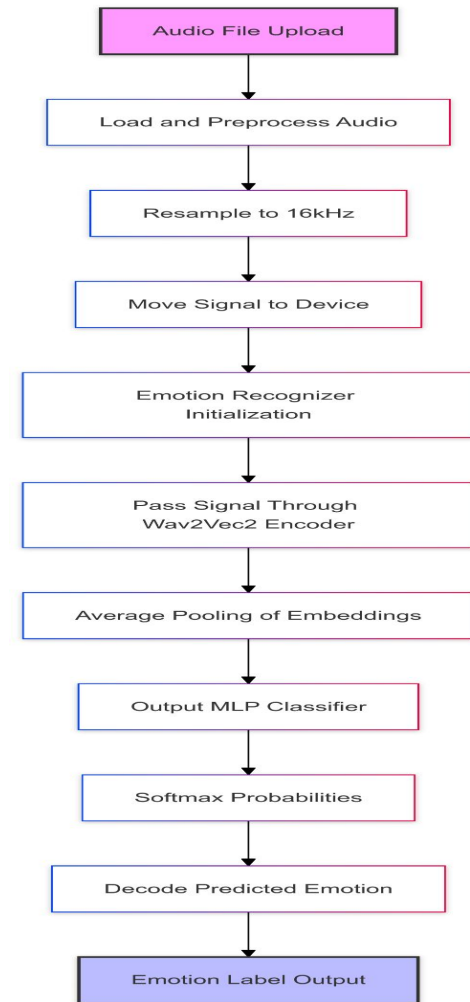 Audio File Upload
Load and Preprocess Audio
Resample to 16kHz
Move Signal to Device
Emotion Recognizer
Initialization
Pass Signal Through
Wav2Vec2 Encoder
Average Pooling of Embeddings
Output MLP Classifier
Softmax Probabilities
Decode Predicted Emotion
Emotion Label Output